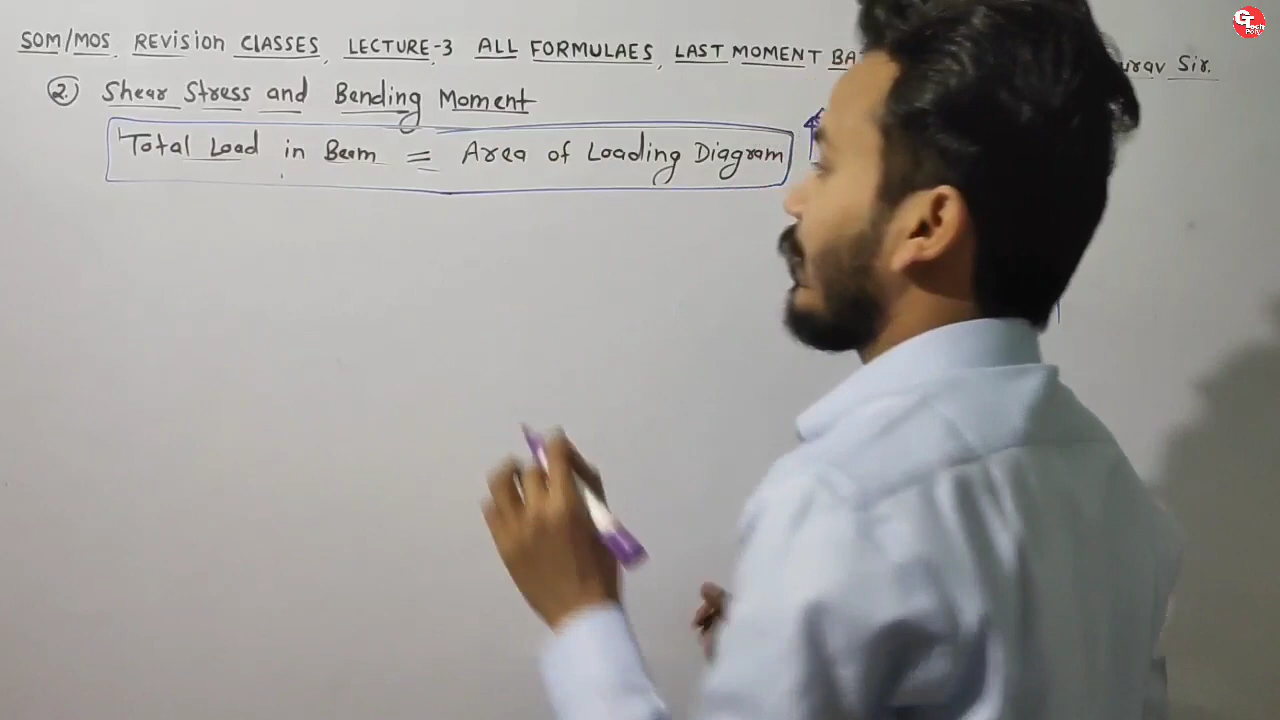 SOM/MOS REVISION CLASSES, LECTURE-3 ALL FORMULAES, LAST MOMENT Sir.
2. Shear Stress and Bending Moment
Total Load in Beam = Area of Loading Diagram